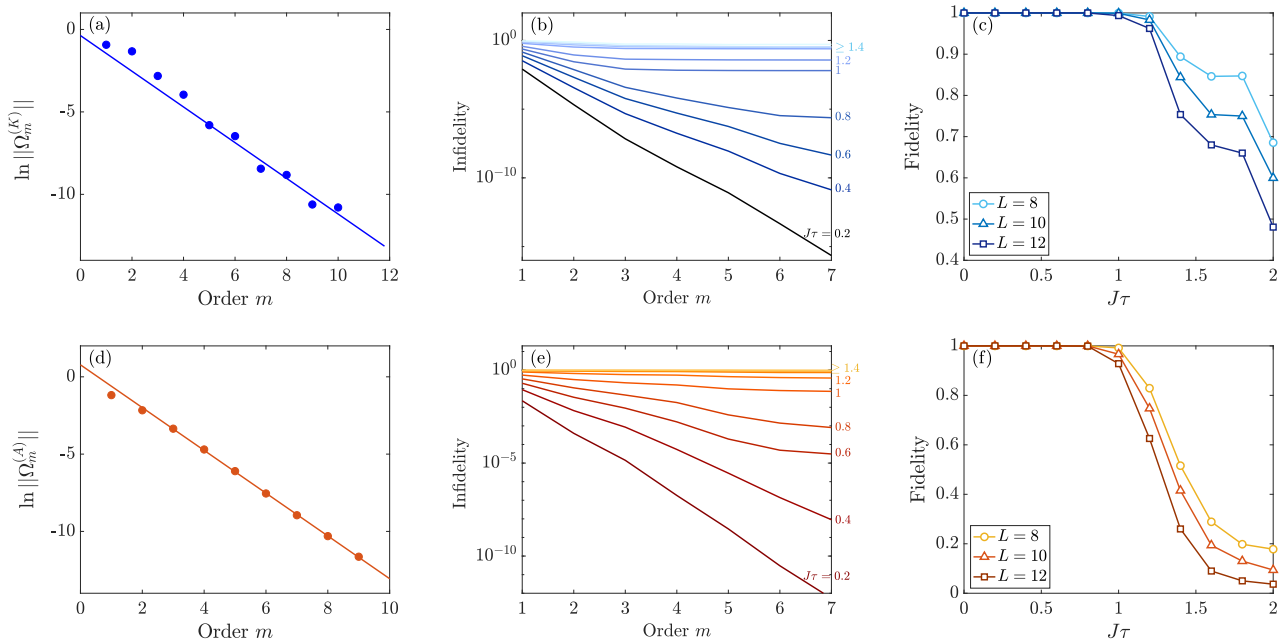 (a)
ln ||Ω_m^{(K)}||
0
-5
-10
0 2 4 6 8 10 12
Order m
(b)
Infidelity
10^0
10^{-10}
≥ 1.4
1.2
1
0.8
0.6
0.4
Jτ = 0.2
1 2 3 4 5 6 7
Order m
(c)
Fidelity
1
0.9
0.8
0.7
0.6
0.5
0.4
L = 8
L = 10
L = 12
0 0.5 1 1.5 2
Jτ
(d)
ln ||Ω_m^{(A)}||
0
-5
-10
0 2 4 6 8 10
Order m
(e)
Infidelity
10^0
10^{-5}
10^{-10}
≥ 1.4
1.2
1
0.8
0.6
0.4
Jτ = 0.2
1 2 3 4 5 6 7
Order m
(f)
Fidelity
1
0.8
0.6
0.4
0.2
0
L = 8
L = 10
L = 12
0 0.5 1 1.5 2
Jτ